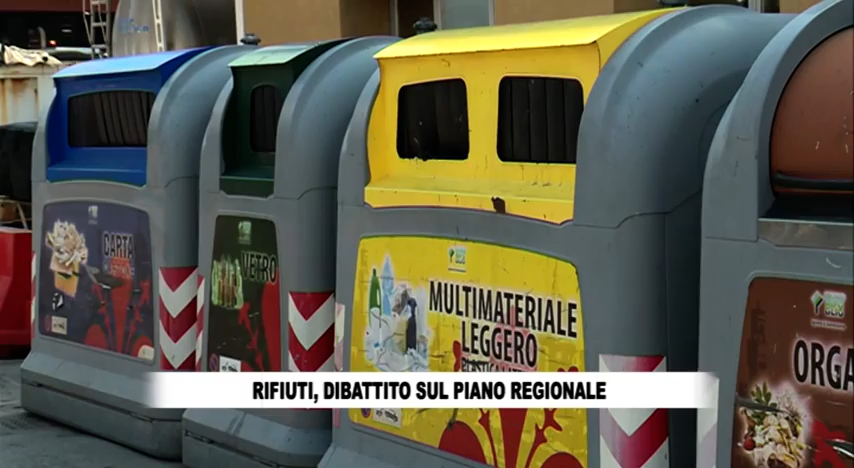 CARTA
VETRO
MULTIMATERIALE
LEGGERO
ORGA
RIFIUTI, DIBATTITO SUL PIANO REGIONALE